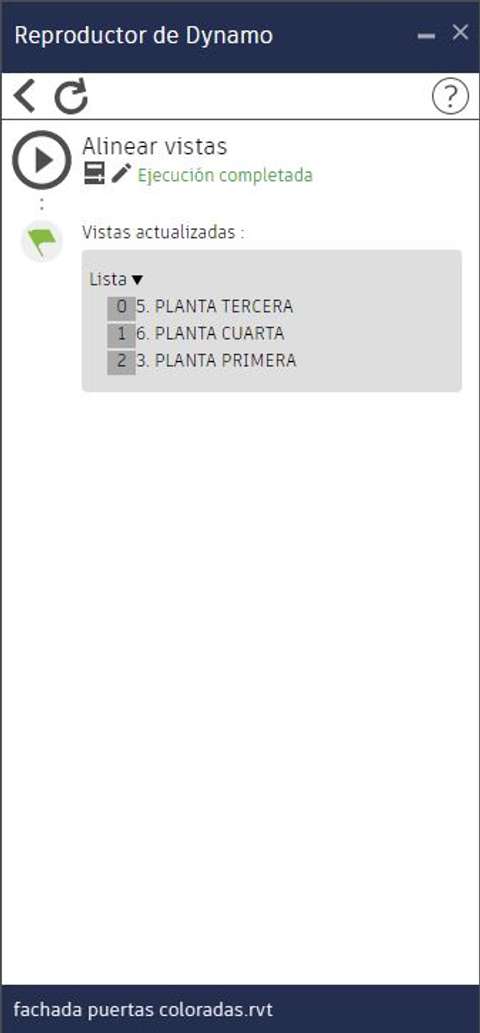 Reproductor de Dynamo
?
Alinear vistas
Ejecución completada
:
Vistas actualizadas :
Lista ▼
0 5. PLANTA TERCERA
1 6. PLANTA CUARTA
2 3. PLANTA PRIMERA
fachada puertas coloradas.rvt